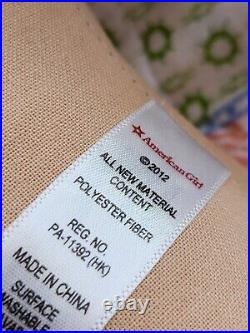 American Girl
©2012
ALL NEW MATERIAL
CONTENT
POLYESTER FIBER
REG NO.
PA-11392 (HK)
MADE IN CHINA
SURFACE
WASHABLE